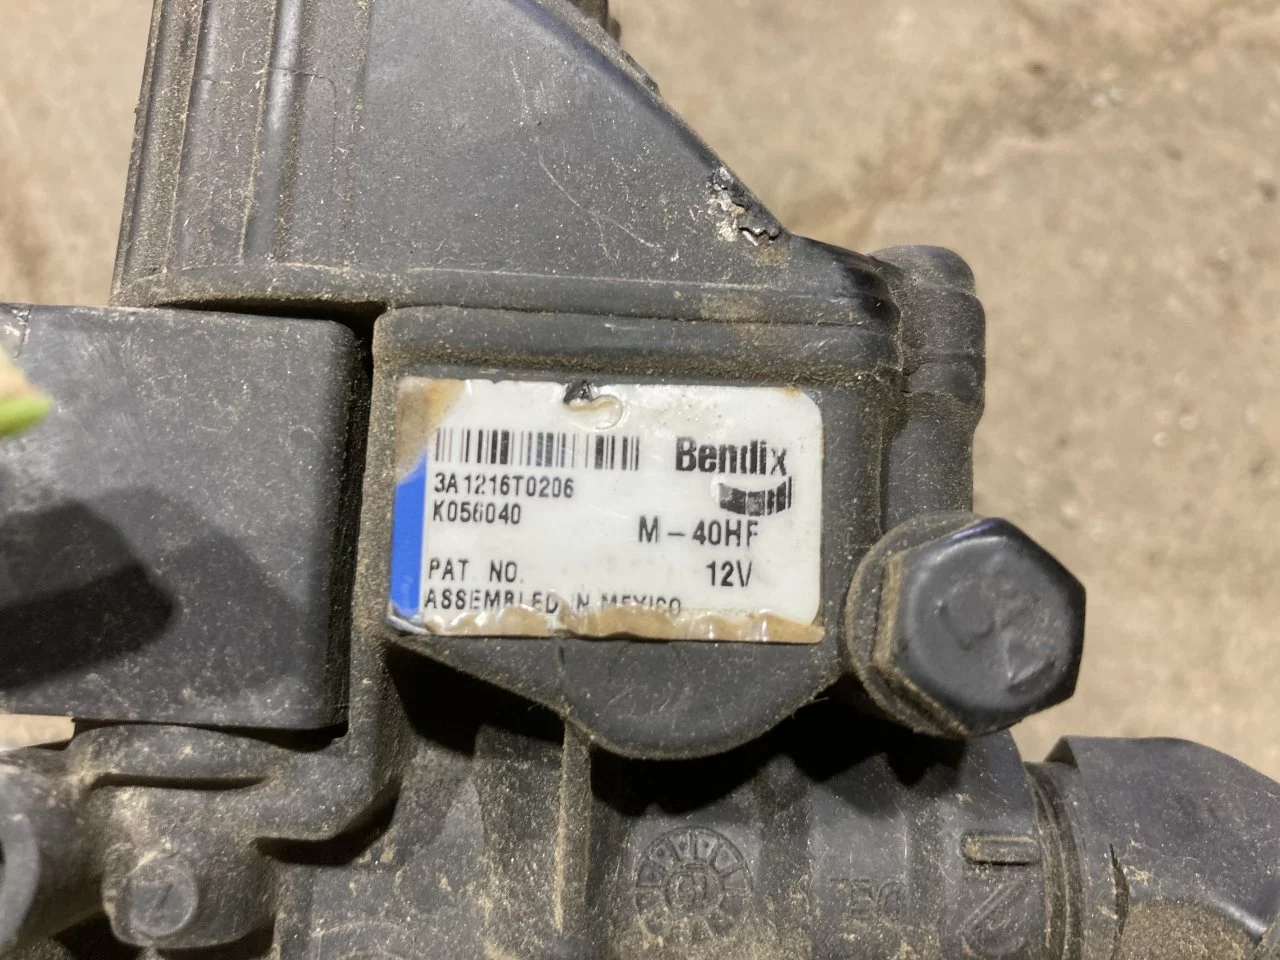 A
Bendix
3A1216T0206
K056040
M-40HF
PAT. NO.
12V
ASSEMBLED IN MEXICO